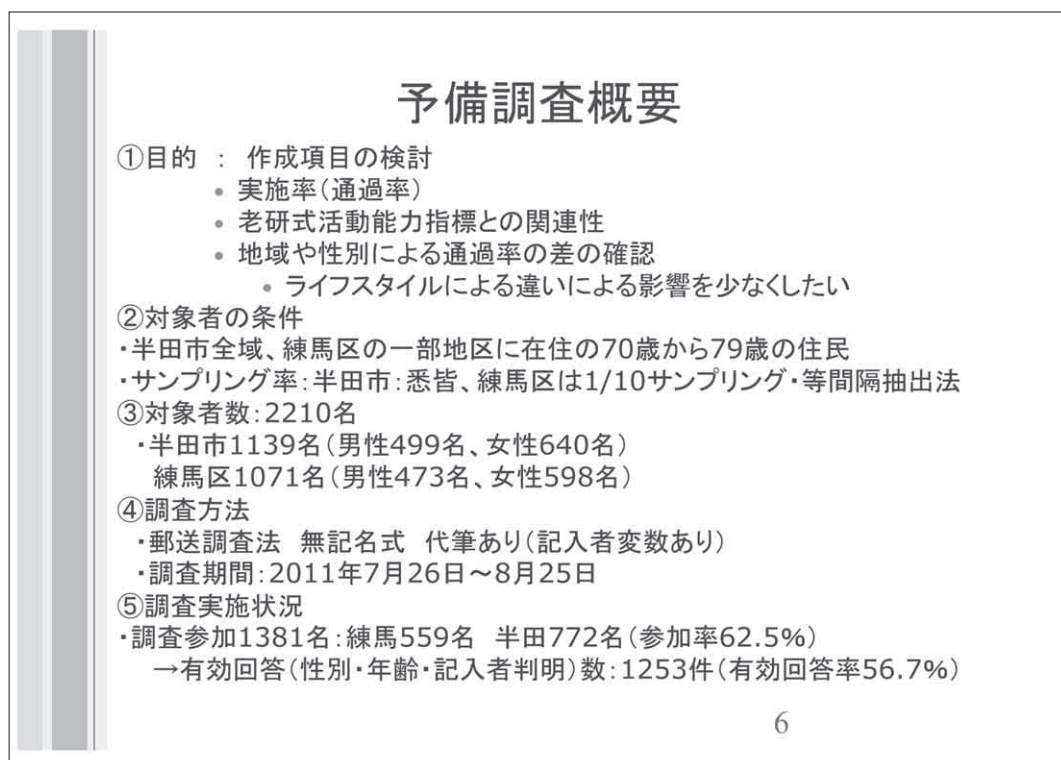 予備調査概要
①目的 : 作成項目の検討
• 実施率(通過率)
• 老研式活動能力指標との関連性
• 地域や性別による通過率の差の確認
• ライフスタイルによる違いによる影響を少なくしたい
②対象者の条件
・半田市全域、練馬区の一部地区に在住の70歳から79歳の住民
・サンプリング率:半田市:悉皆、練馬区は1/10サンプリング・等間隔抽出法
③対象者数:2210名
・半田市1139名(男性499名、女性640名)
練馬区1071名(男性473名、女性598名)
④調査方法
・郵送調査法 無記名式 代筆あり(記入者変数あり)
・調査期間:2011年7月26日~8月25日
⑤調査実施状況
・調査参加1381名:練馬559名 半田772名(参加率62.5%)
→有効回答(性別・年齢・記入者判明)数:1253件(有効回答率56.7%)
6